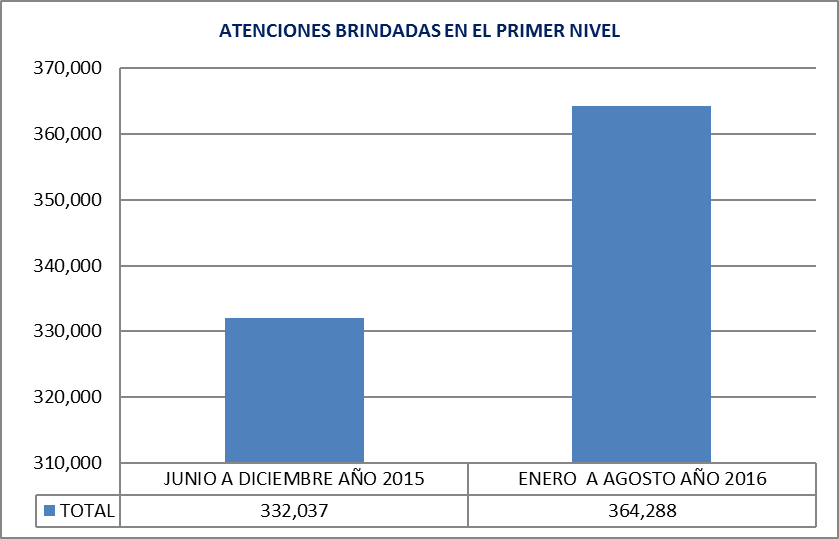 ATENCIONES BRINDADAS EN EL PRIMER NIVEL
370,000
360,000
350,000
340,000
330,000
320,000
310,000
JUNIO A DICIEMBRE AÑO 2015 ENERO A AGOSTO AÑO 2016
TOTAL 332,037 364,288